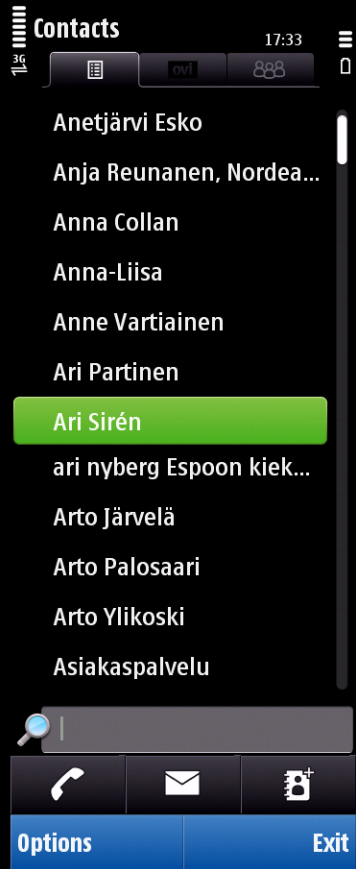 Contacts
17:33
3G
ovi
Anetjärvi Esko
Anja Reunanen, Nordea...
Anna Collan
Anna-Liisa
Anne Vartiainen
Ari Partinen
Ari Sirén
ari nyberg Espoon kiek...
Arto Järvelä
Arto Palosaari
Arto Ylikoski
Asiakaspalvelu
Options
Exit